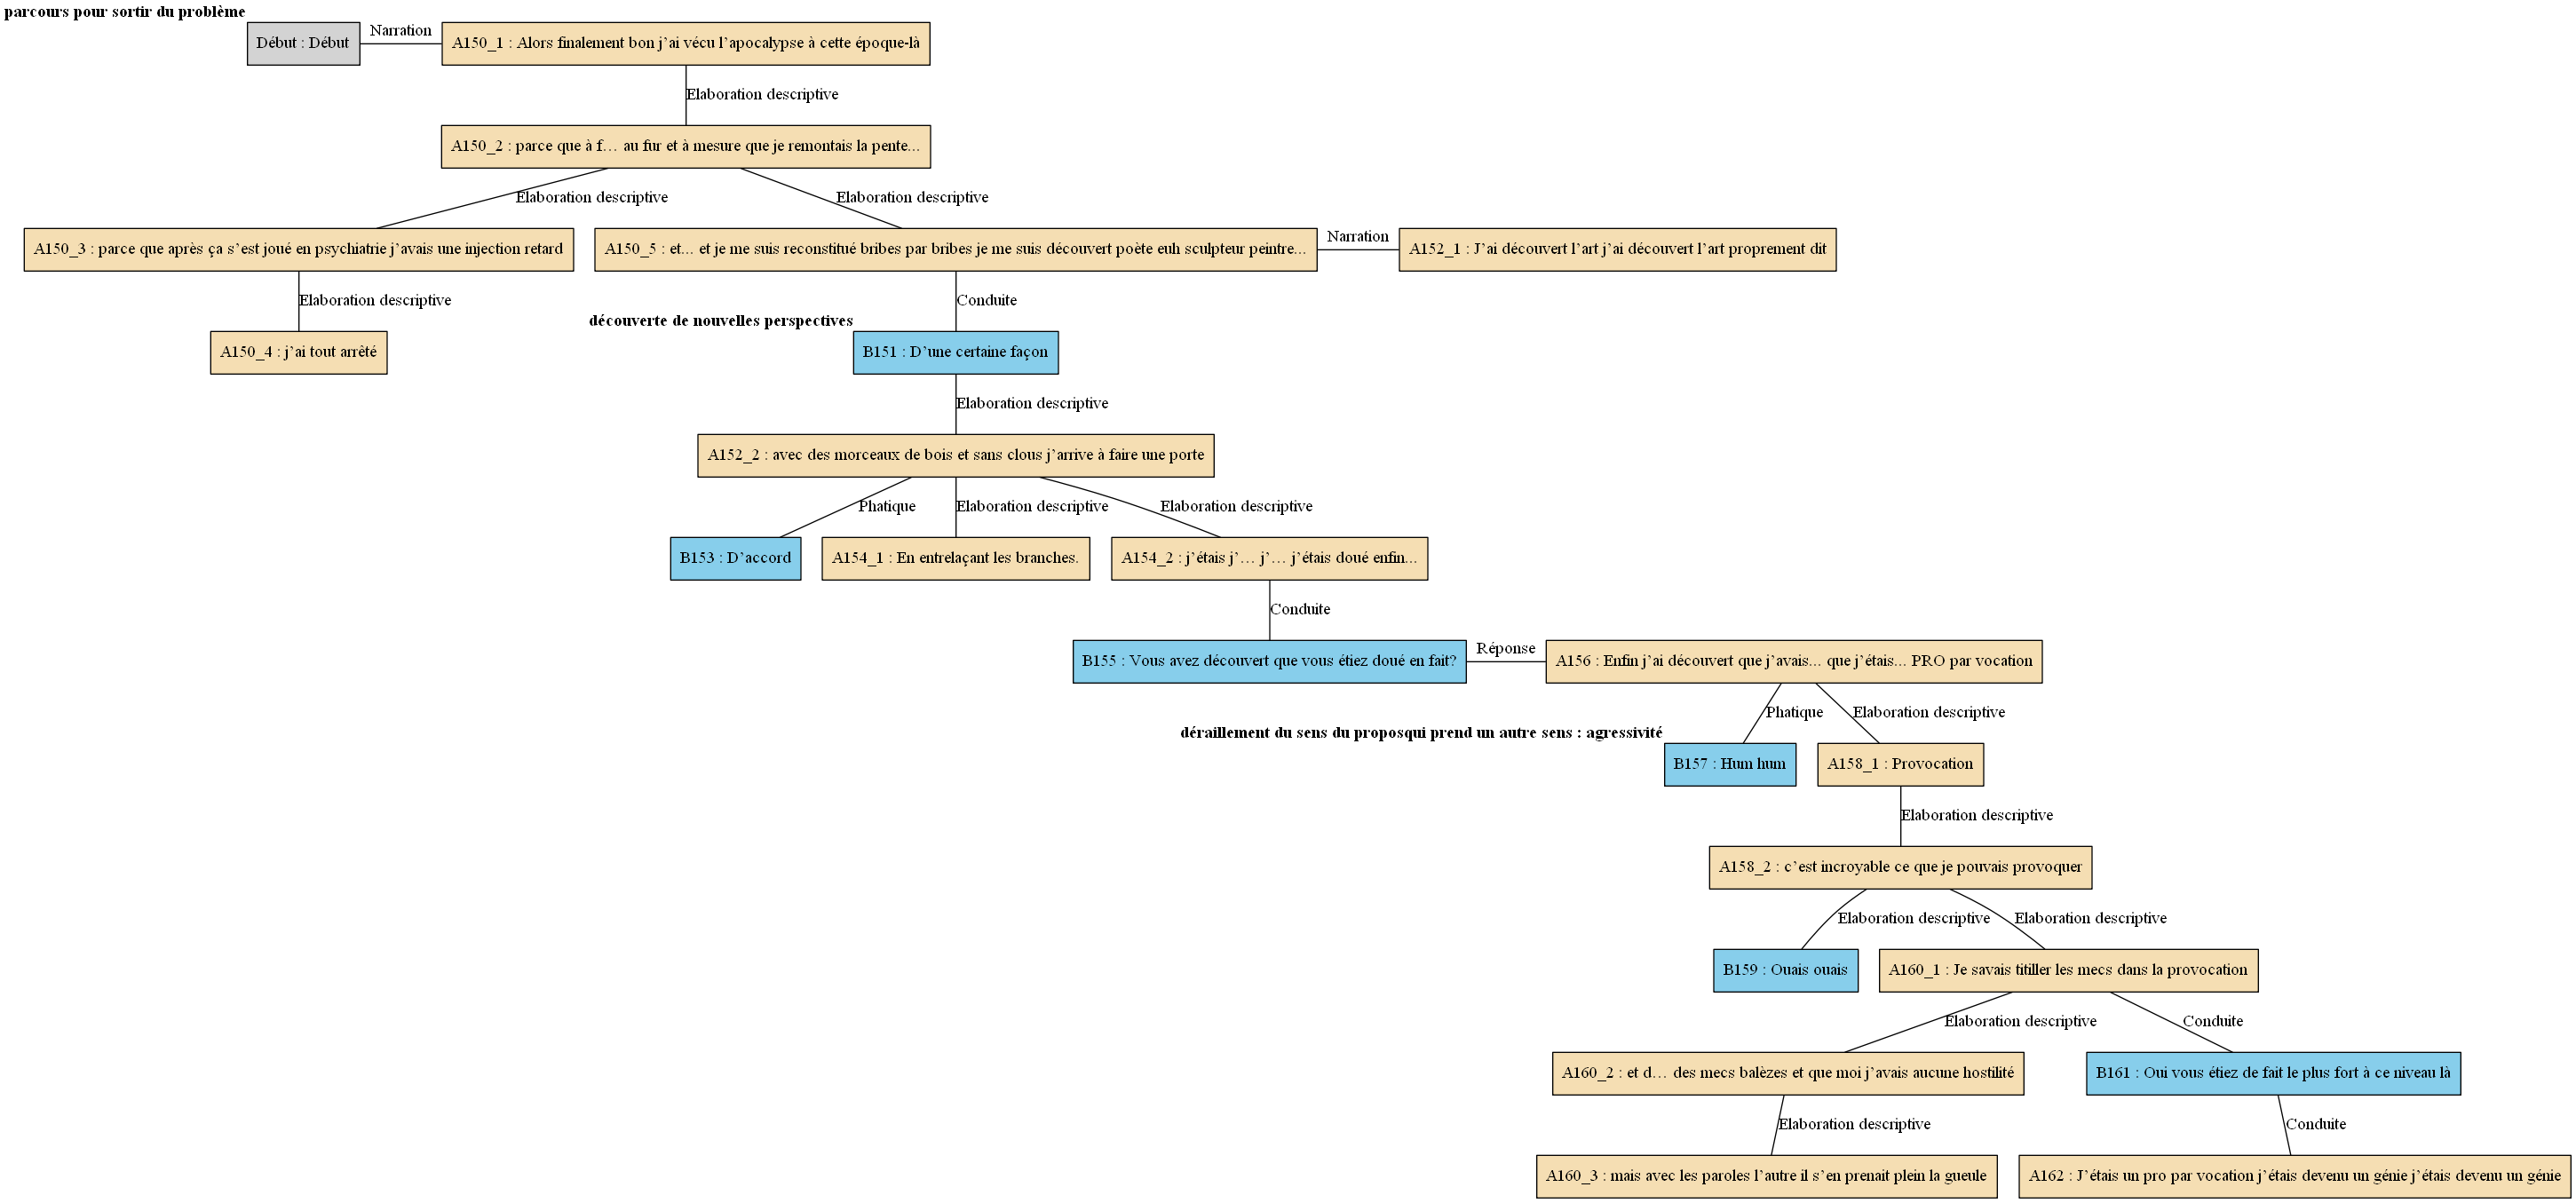 parcours pour sortir du problème
Début : Début
Narration
A150_1 : Alors finalement bon j’ai vécu l’apocalypse à cette époque-là
Elaboration descriptive
A150_2 : parce que à f… au fur et à mesure que je remontais la pente...
Elaboration descriptive
Elaboration descriptive
A150_3 : parce que après ça s’est joué en psychiatrie j’avais une injection retard
A150_5 : et... et je me suis reconstitué bribes par bribes je me suis découvert poète euh sculpteur peintre...
Narration
A152_1 : J’ai découvert l’art j’ai découvert l’art proprement dit
Elaboration descriptive
Conduite
découverte de nouvelles perspectives
A150_4 : j’ai tout arrêté
B151 : D’une certaine façon
Elaboration descriptive
A152_2 : avec des morceaux de bois et sans clous j’arrive à faire une porte
Phatique
Elaboration descriptive
Elaboration descriptive
B153 : D’accord
A154_1 : En entrelaçant les branches.
A154_2 : j’étais j’… j’… j’étais doué enfin...
Conduite
B155 : Vous avez découvert que vous étiez doué en fait?
Réponse
A156 : Enfin j’ai découvert que j’avais... que j’étais... PRO par vocation
Phatique
Elaboration descriptive
déraillement du sens du proposqui prend un autre sens : agressivité
B157 : Hum hum
A158_1 : Provocation
Elaboration descriptive
A158_2 : c’est incroyable ce que je pouvais provoquer
Elaboration descriptive
Elaboration descriptive
B159 : Ouais ouais
A160_1 : Je savais titiller les mecs dans la provocation
Elaboration descriptive
Conduite
A160_2 : et d… des mecs balèzes et que moi j’avais aucune hostilité
B161 : Oui vous étiez de fait le plus fort à ce niveau là
Elaboration descriptive
Conduite
A160_3 : mais avec les paroles l’autre il s’en prenait plein la gueule
A162 : J’étais un pro par vocation j’étais devenu un génie j’étais devenu un génie